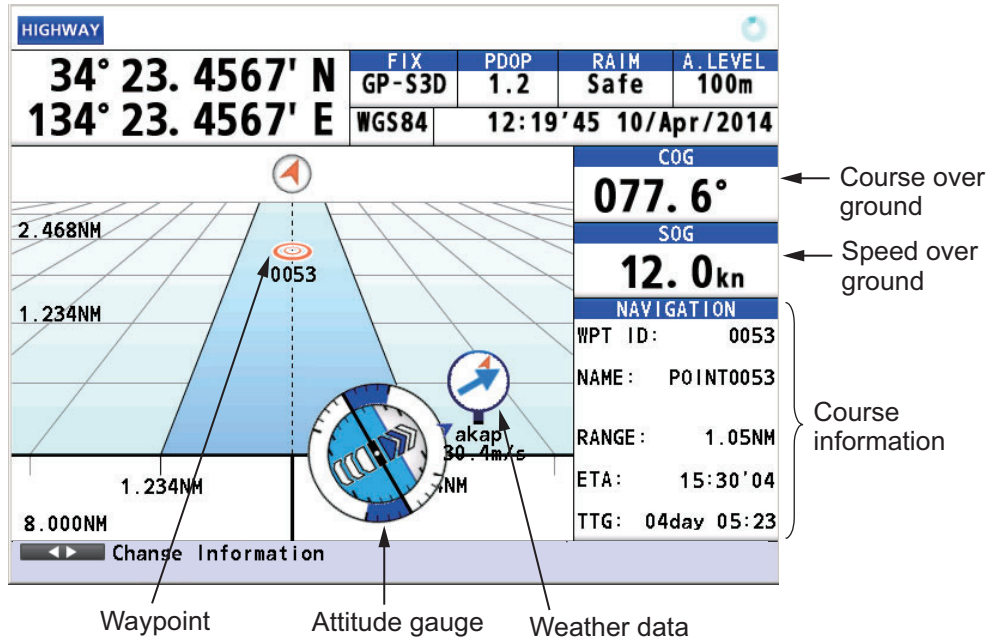 HIGHWAY
34° 23. 4567' N
134° 23. 4567' E
FIX PDOP RAIM A.LEVEL
GP-S3D 1.2 Safe 100m
WGS84 12:19'45 10/Apr/2014
COG
077. 6°
Course over
ground
SOG
12. 0kn
Speed over
ground
2.468NM
0053
1.234NM
akap
30.4m/s
NM
1.234NM
8.000NM
NAVIGATION
WPT ID: 0053
NAME: POINT0053
RANGE: 1.05NM
ETA: 15:30'04
TTG: 04day 05:23
Course
information
Change Information
Waypoint
Attitude gauge
Weather data